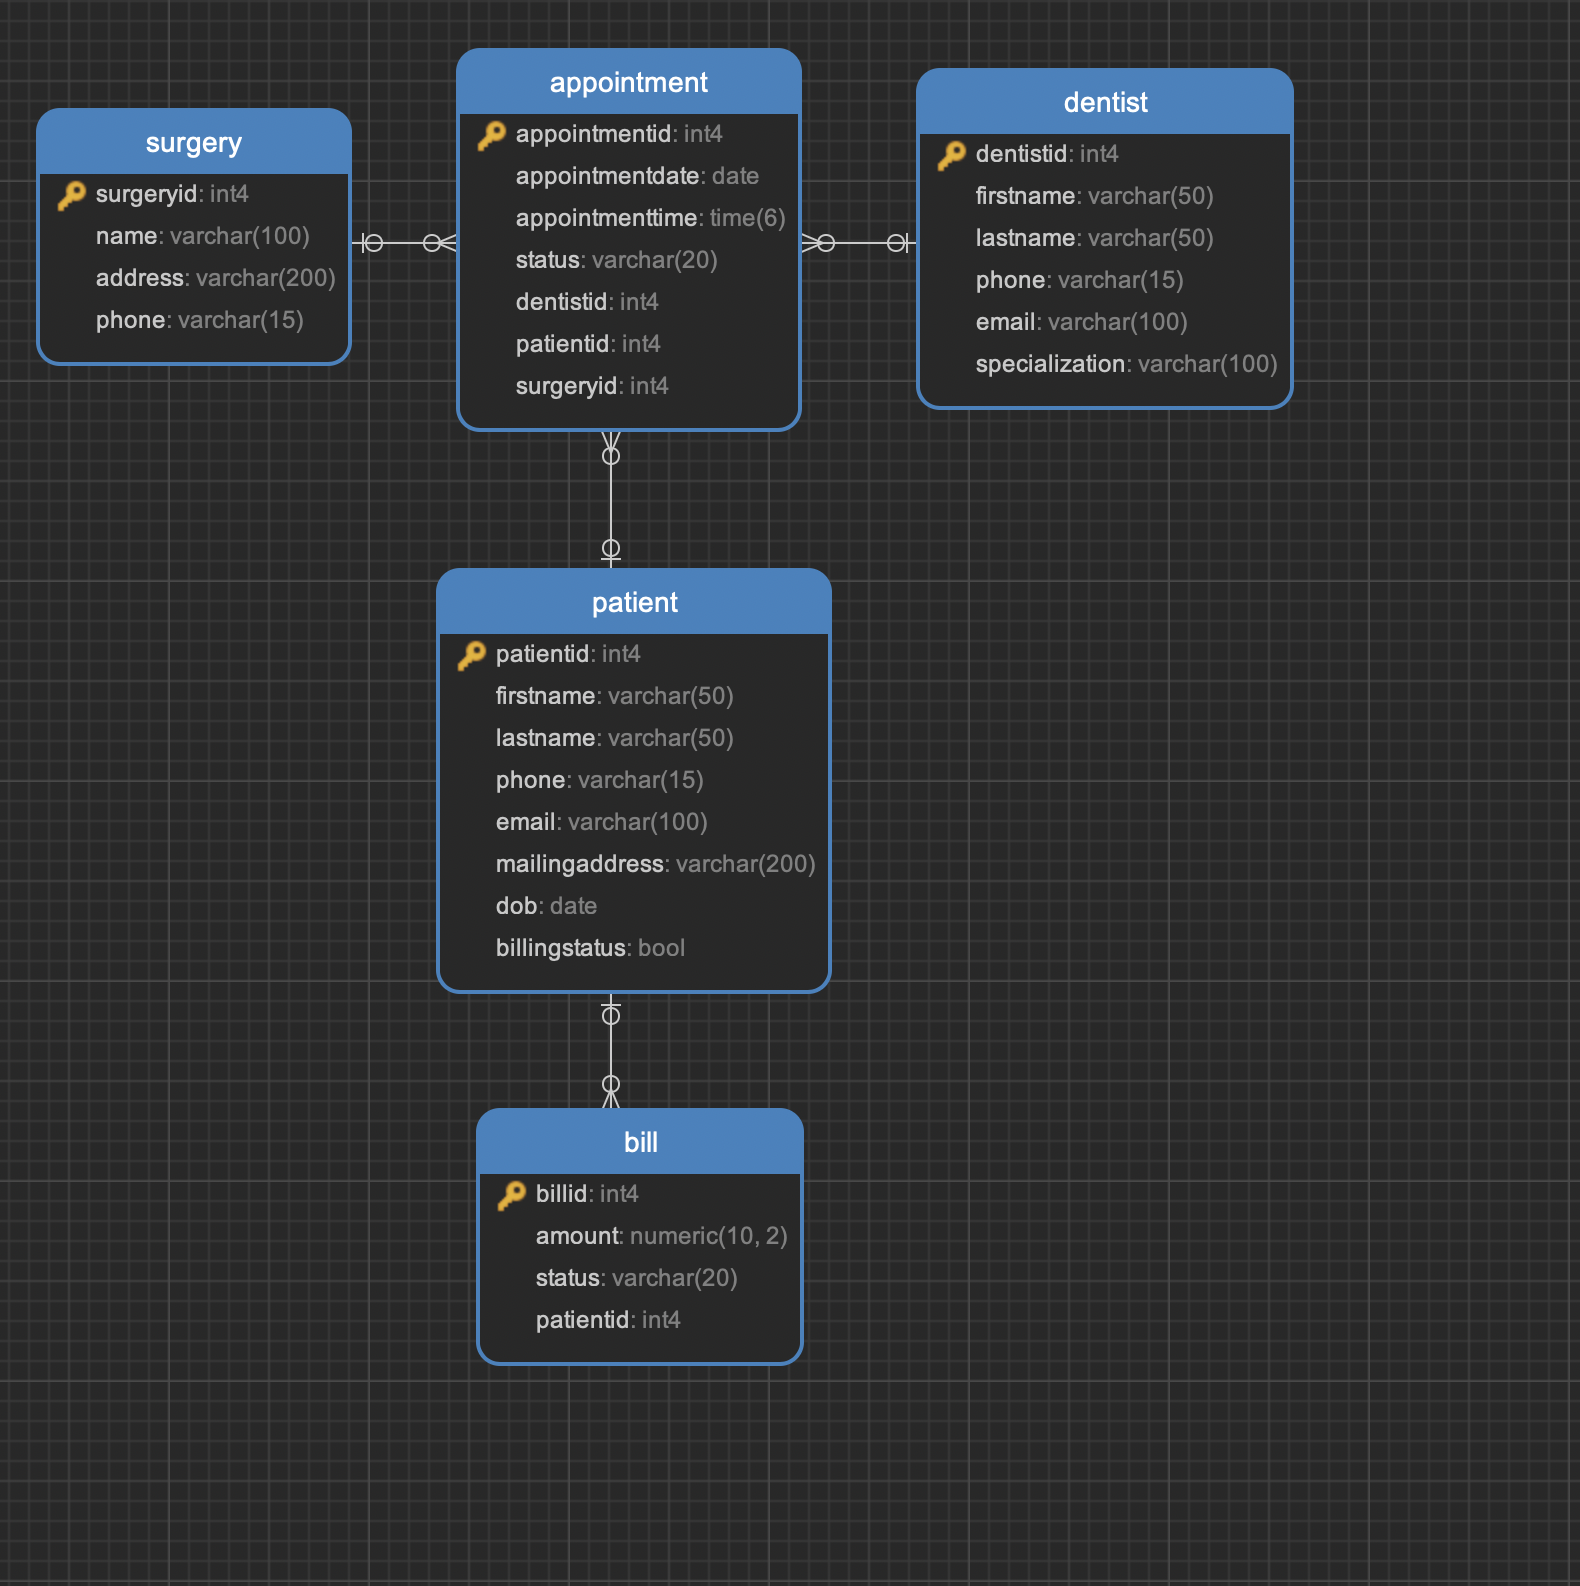 surgery
surgeryid: int4
name: varchar(100)
address: varchar(200)
phone: varchar(15)
appointment
appointmentid: int4
appointmentdate: date
appointmenttime: time(6)
status: varchar(20)
dentistid: int4
patientid: int4
surgeryid: int4
dentist
dentistid: int4
firstname: varchar(50)
lastname: varchar(50)
phone: varchar(15)
email: varchar(100)
specialization: varchar(100)
patient
patientid: int4
firstname: varchar(50)
lastname: varchar(50)
phone: varchar(15)
email: varchar(100)
mailingaddress: varchar(200)
dob: date
billingstatus: bool
bill
billid: int4
amount: numeric(10, 2)
status: varchar(20)
patientid: int4